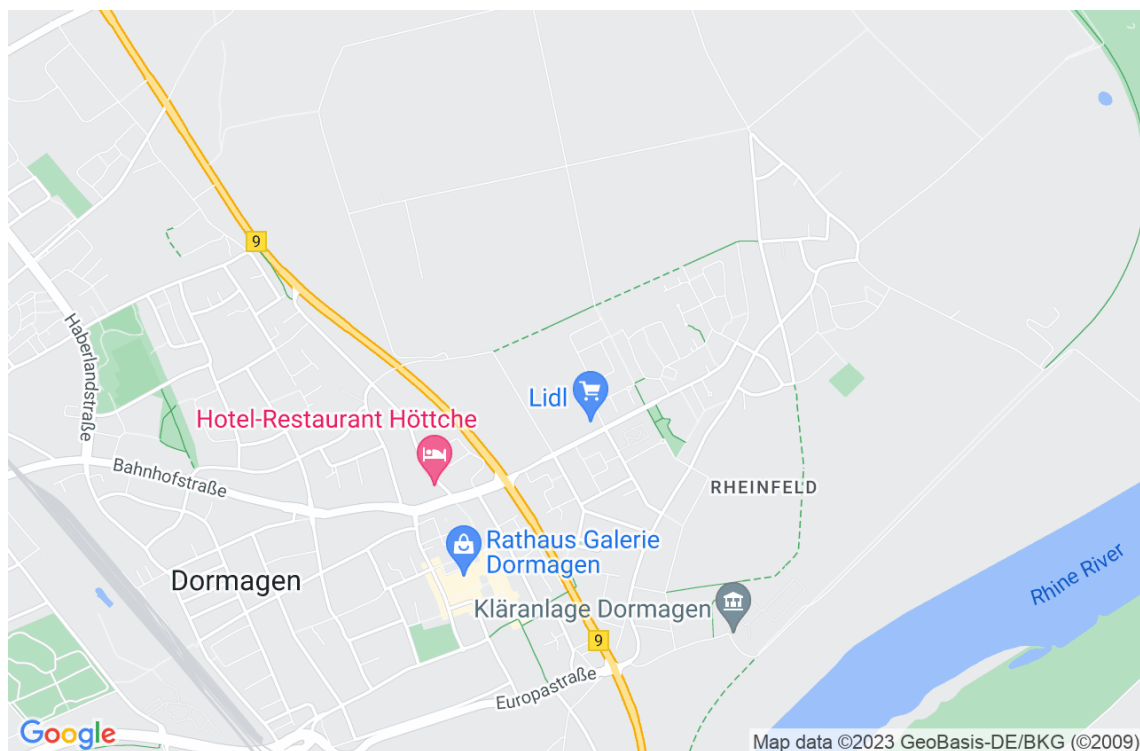 9
Haberlandstraße
Lidl
Hotel-Restaurant Höttche
Bahnhofstraße
RHEINFELD
Rathaus Galerie
Dormagen
Dormagen
Rhine River
Kläranlage Dormagen
9
Europastraße
Google
Map data ©2023 GeoBasis-DE/BKG (©2009)